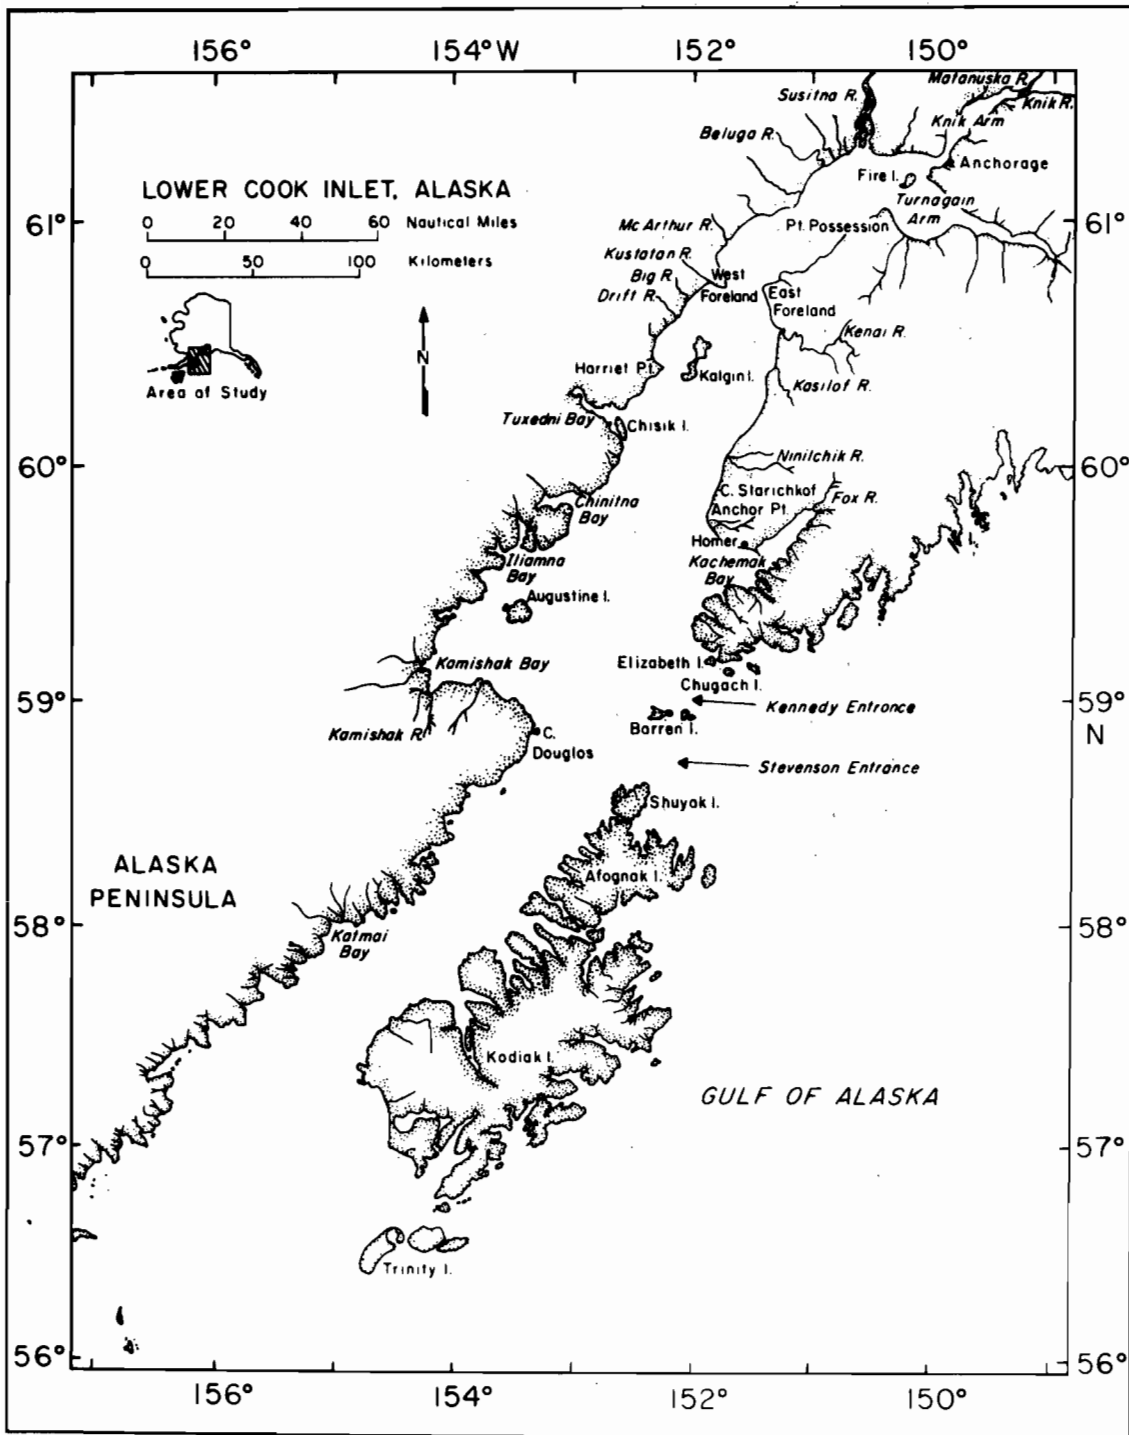 156° 154°W 152° 150°
Matanuska R.
Susitna R.
Knik R.
Knik Arm
Beluga R.
Anchorage
Fire I.
LOWER COOK INLET, ALASKA
Turnagain
Arm
0 20 40 60 Nautical Miles
61° 61°
Mc Arthur R.
Pt. Possession
Kustatan R.
0 50 100 Kilometers
Big R.
West
Foreland
Drift R.
East
Foreland
Kenai R.
N
Harriet Pt.
Kalgin I.
Kasilof R.
Area of Study
Tuxedni Bay
Chisik I.
60° 60°
Ninilchik R.
C. Starichkof
Fox R.
Anchor Pt.
Chinitna
Bay
Homer
Iliamna
Bay
Kachemak
Bay
Augustine I.
Kamishak Bay
Elizabeth I.
Chugach I.
59° 59°
N
Kennedy Entrance
Barren I.
Kamishak R.
C.
Douglas
Stevenson Entrance
Shuyak I.
ALASKA
PENINSULA
Afognak I.
58° 58°
Katmai
Bay
Kodiak I.
GULF OF ALASKA
57° 57°
Trinity I.
56° 56°
156° 154° 152° 150°